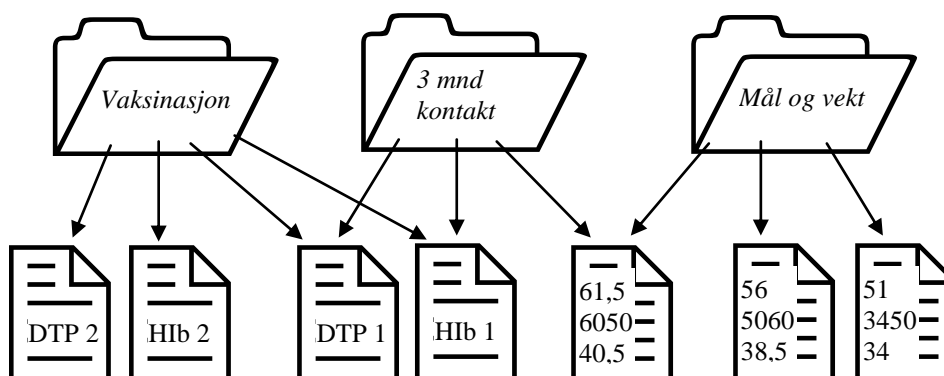 Vaksinasjon
3 mnd
kontakt
Mål og vekt
DTP 2
HIb 2
DTP 1
HIb 1
61,5
6050
40,5
56
5060
38,5
51
3450
34